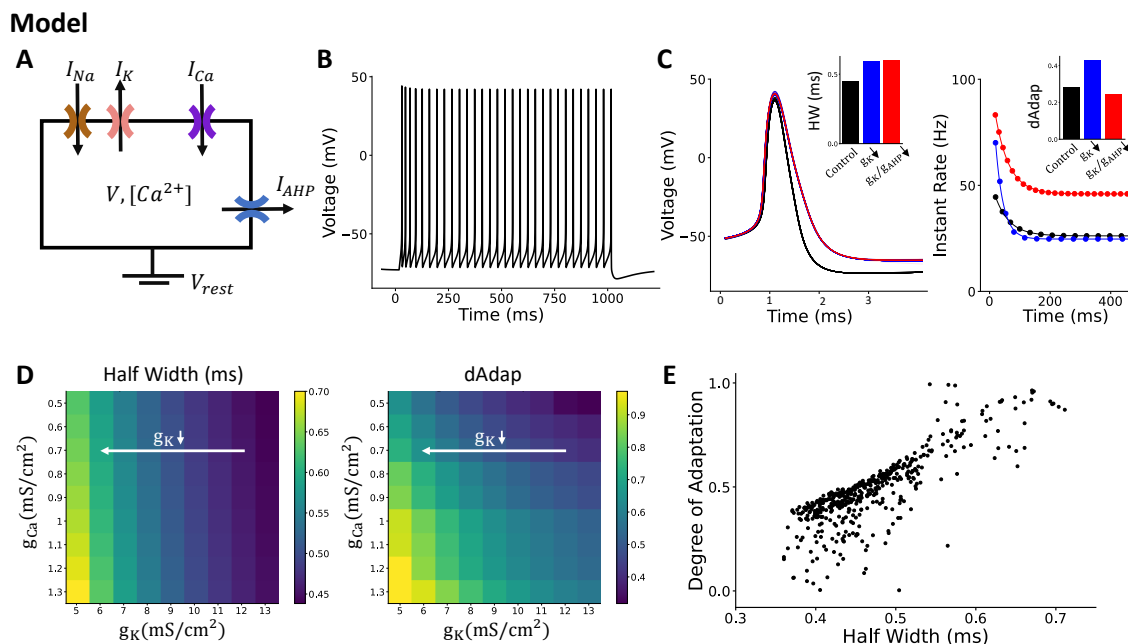 Model
A
I_Na
I_K
I_Ca
V, [Ca²⁺]
I_AHP
V_rest
B
Voltage (mV)
50
0
−50
0 250 500 750 1000
Time (ms)
C
Voltage (mV)
50
0
−50
0 1 2 3
Time (ms)
HW (ms)
0.5
0.0
Control
g_K↓
g_K/g_AHP↓
Instant Rate (Hz)
100
50
0
0 200 400
Time (ms)
dAdap
0.4
0.2
0.0
Control
g_K↓
g_K/g_AHP↓
D
Half Width (ms)
g_Ca(mS/cm²)
0.5
0.6
0.7
0.8
0.9
1
1.1
1.2
1.3
g_K↓
5 6 7 8 9 10 11 12 13
g_K(mS/cm²)
0.70
0.65
0.60
0.55
0.50
0.45
dAdap
g_Ca(mS/cm²)
0.5
0.6
0.7
0.8
0.9
1
1.1
1.2
1.3
g_K↓
5 6 7 8 9 10 11 12 13
g_K(mS/cm²)
0.9
0.8
0.7
0.6
0.5
0.4
E
Degree of Adaptation
1.0
0.5
0.0
0.3 0.4 0.5 0.6 0.7
Half Width (ms)